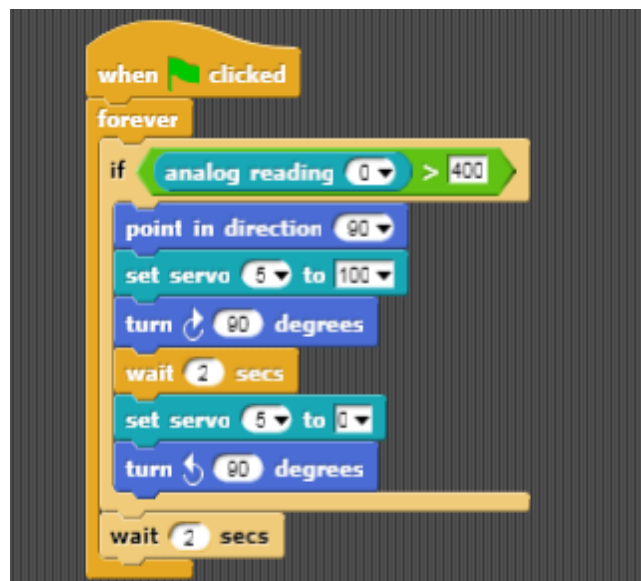 when clicked
forever
if analog reading 0 > 400
point in direction 90
set servo 5 to 100
turn 90 degrees
wait 2 secs
set servo 5 to 0
turn 90 degrees
wait 2 secs